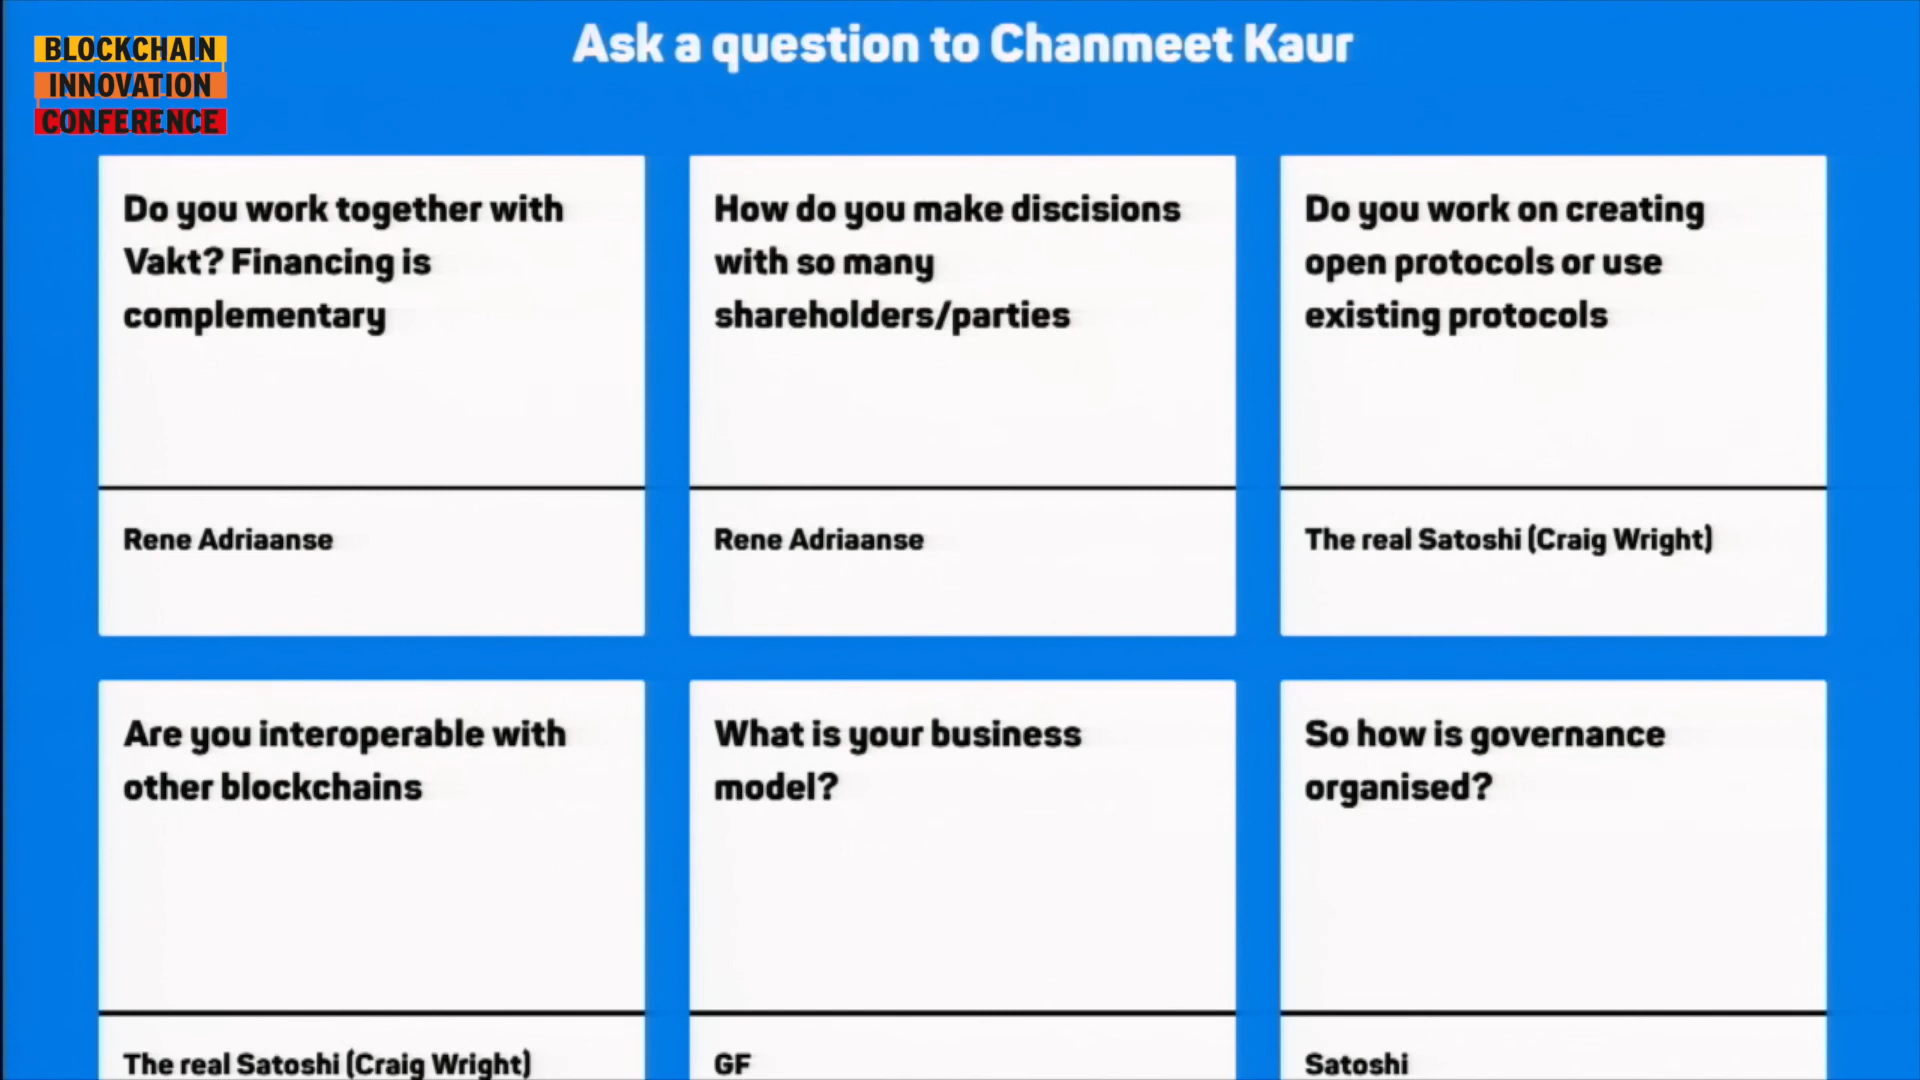 BLOCKCHAIN
INNOVATION
CONFERENCE
Ask a question to Chanmeet Kaur
Do you work together with
Vakt? Financing is
complementary
Rene Adriaanse
How do you make discisions
with so many
shareholders/parties
Rene Adriaanse
Do you work on creating
open protocols or use
existing protocols
The real Satoshi (Craig Wright)
Are you interoperable with
other blockchains
The real Satoshi (Craig Wright)
What is your business
model?
GF
So how is governance
organised?
Satoshi